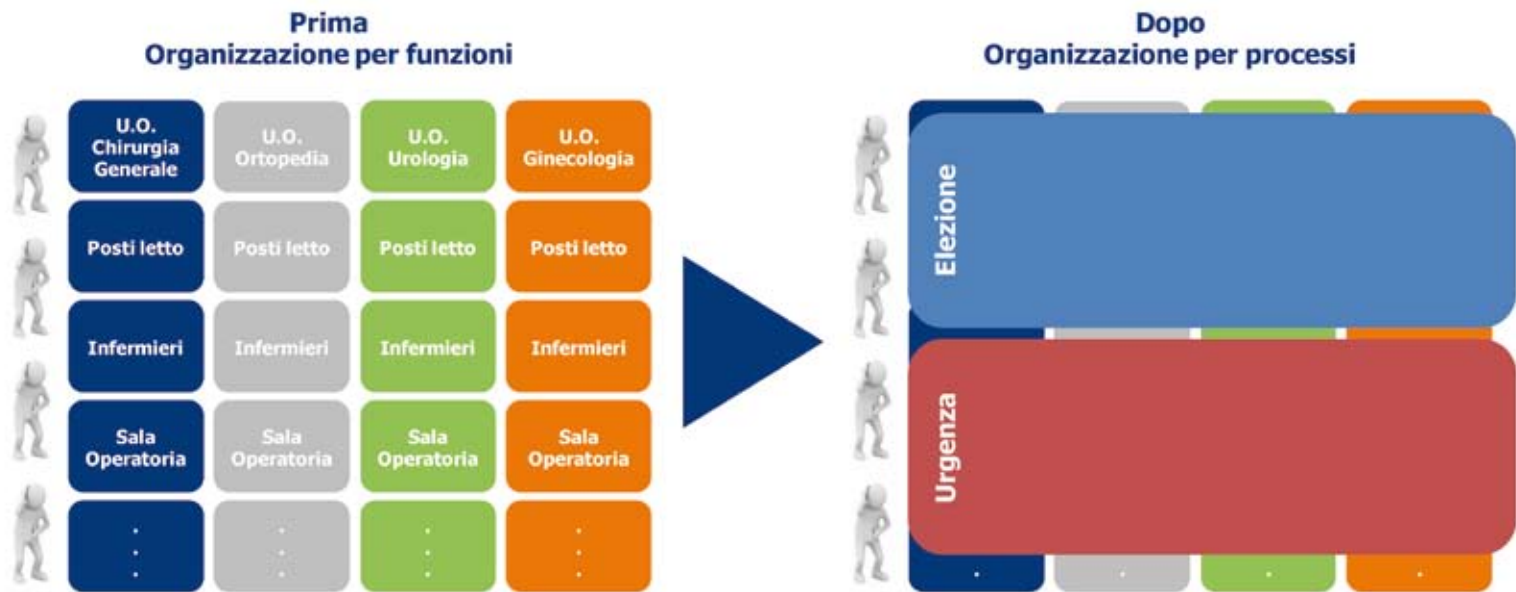 Prima
Organizzazione per funzioni
U.O.
Chirurgia
Generale
U.O.
Ortopedia
U.O.
Urologia
U.O.
Ginecologia
Posti letto
Posti letto
Posti letto
Posti letto
Infermieri
Infermieri
Infermieri
Infermieri
Sala
Operatoria
Sala
Operatoria
Sala
Operatoria
Sala
Operatoria
Dopo
Organizzazione per processi
Elezione
Urgenza